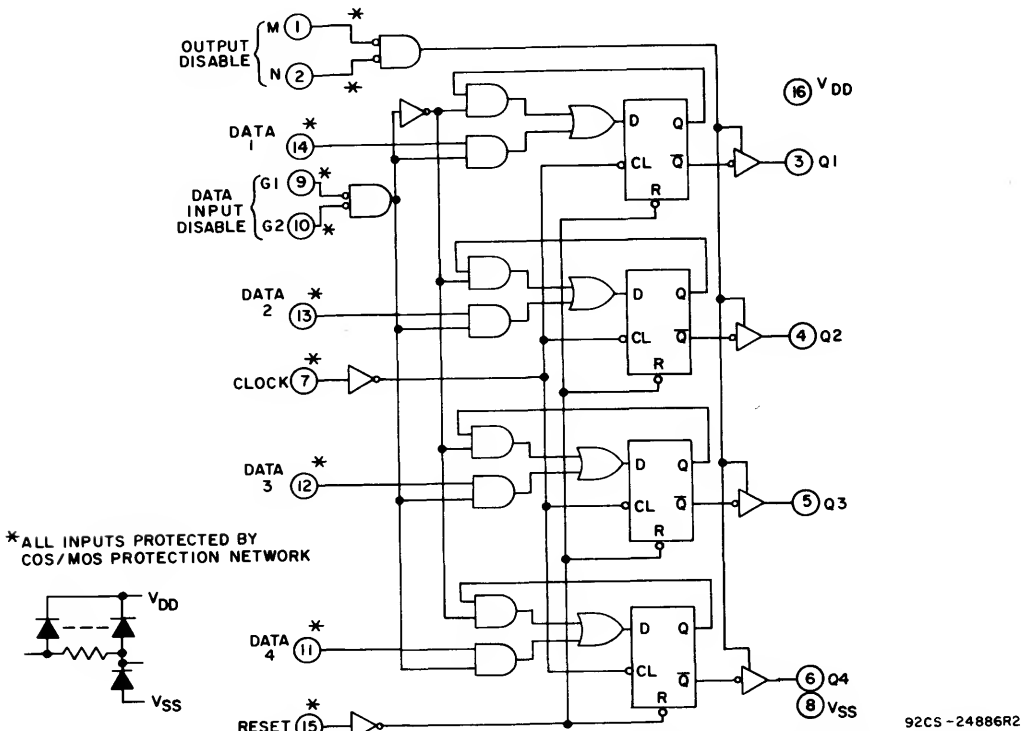 OUTPUT DISABLE
M 1 *
N 2 *
16 VDD
DATA 1 14 *
D Q
CL Q̅
R
3 Q1
DATA INPUT DISABLE
G1 9 *
G2 10 *
DATA 2 13 *
D Q
CL Q̅
R
4 Q2
CLOCK 7 *
DATA 3 12 *
D Q
CL Q̅
R
5 Q3
* ALL INPUTS PROTECTED BY
COS/MOS PROTECTION NETWORK
VDD
VSS
DATA 4 11 *
D Q
CL Q̅
R
6 Q4
8 VSS
RESET 15 *
92CS-24886R2